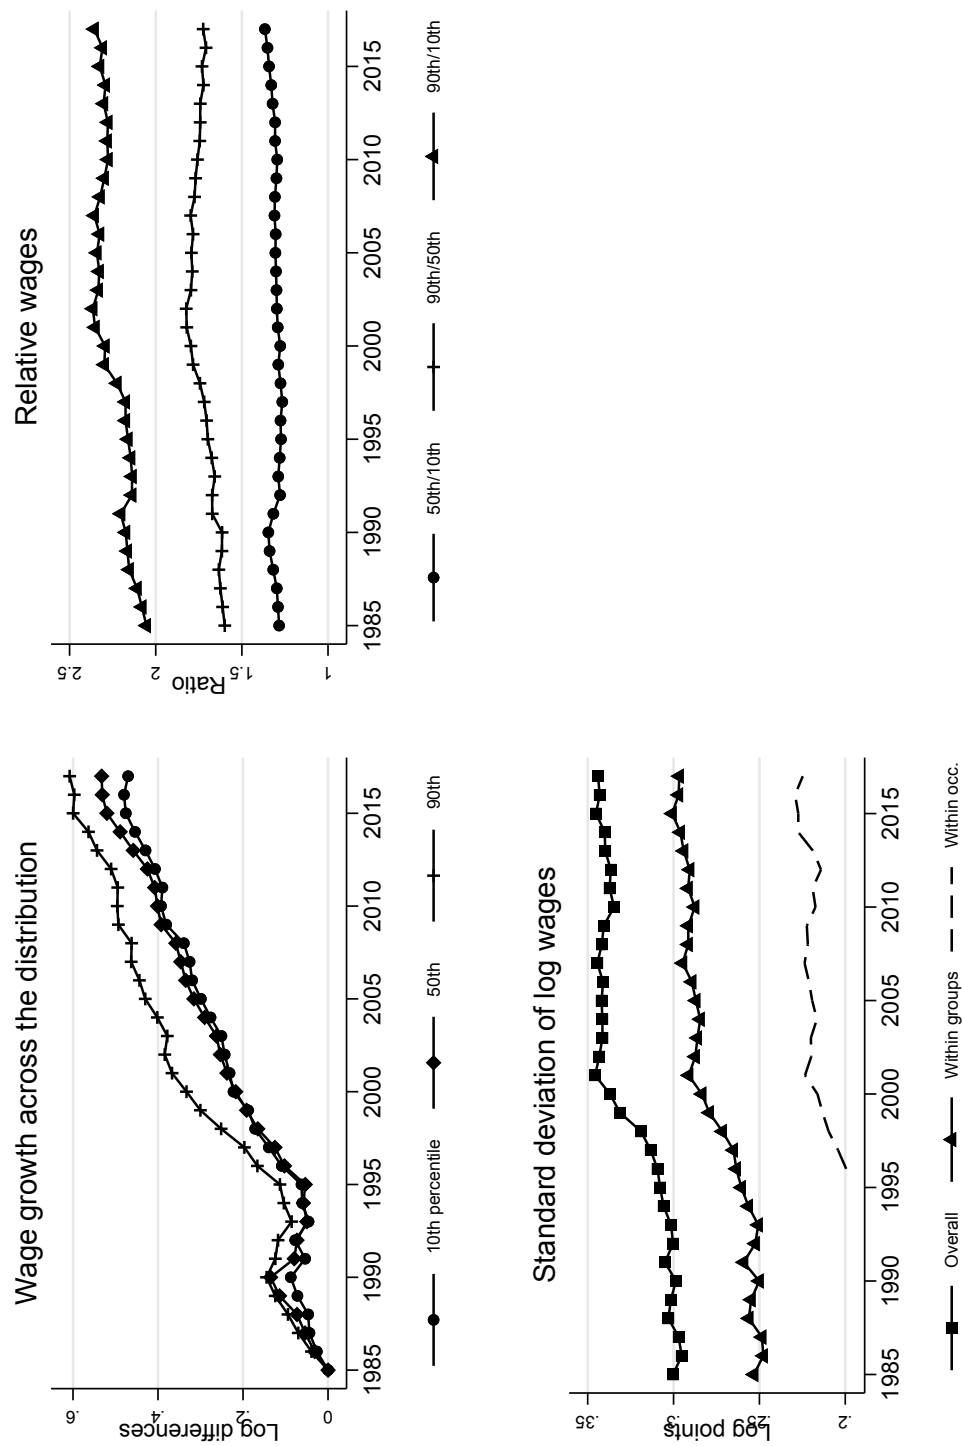 Wage growth across the distribution
Log differences
0 .2 .4 .6
1985 1990 1995 2000 2005 2010 2015
10th percentile 50th 90th
Relative wages
Ratio
1 1.5 2 2.5
1985 1990 1995 2000 2005 2010 2015
50th/10th 90th/50th 90th/10th
Standard deviation of log wages
Log points
.2 .25 .3 .35
1985 1990 1995 2000 2005 2010 2015
Overall Within groups Within occ.